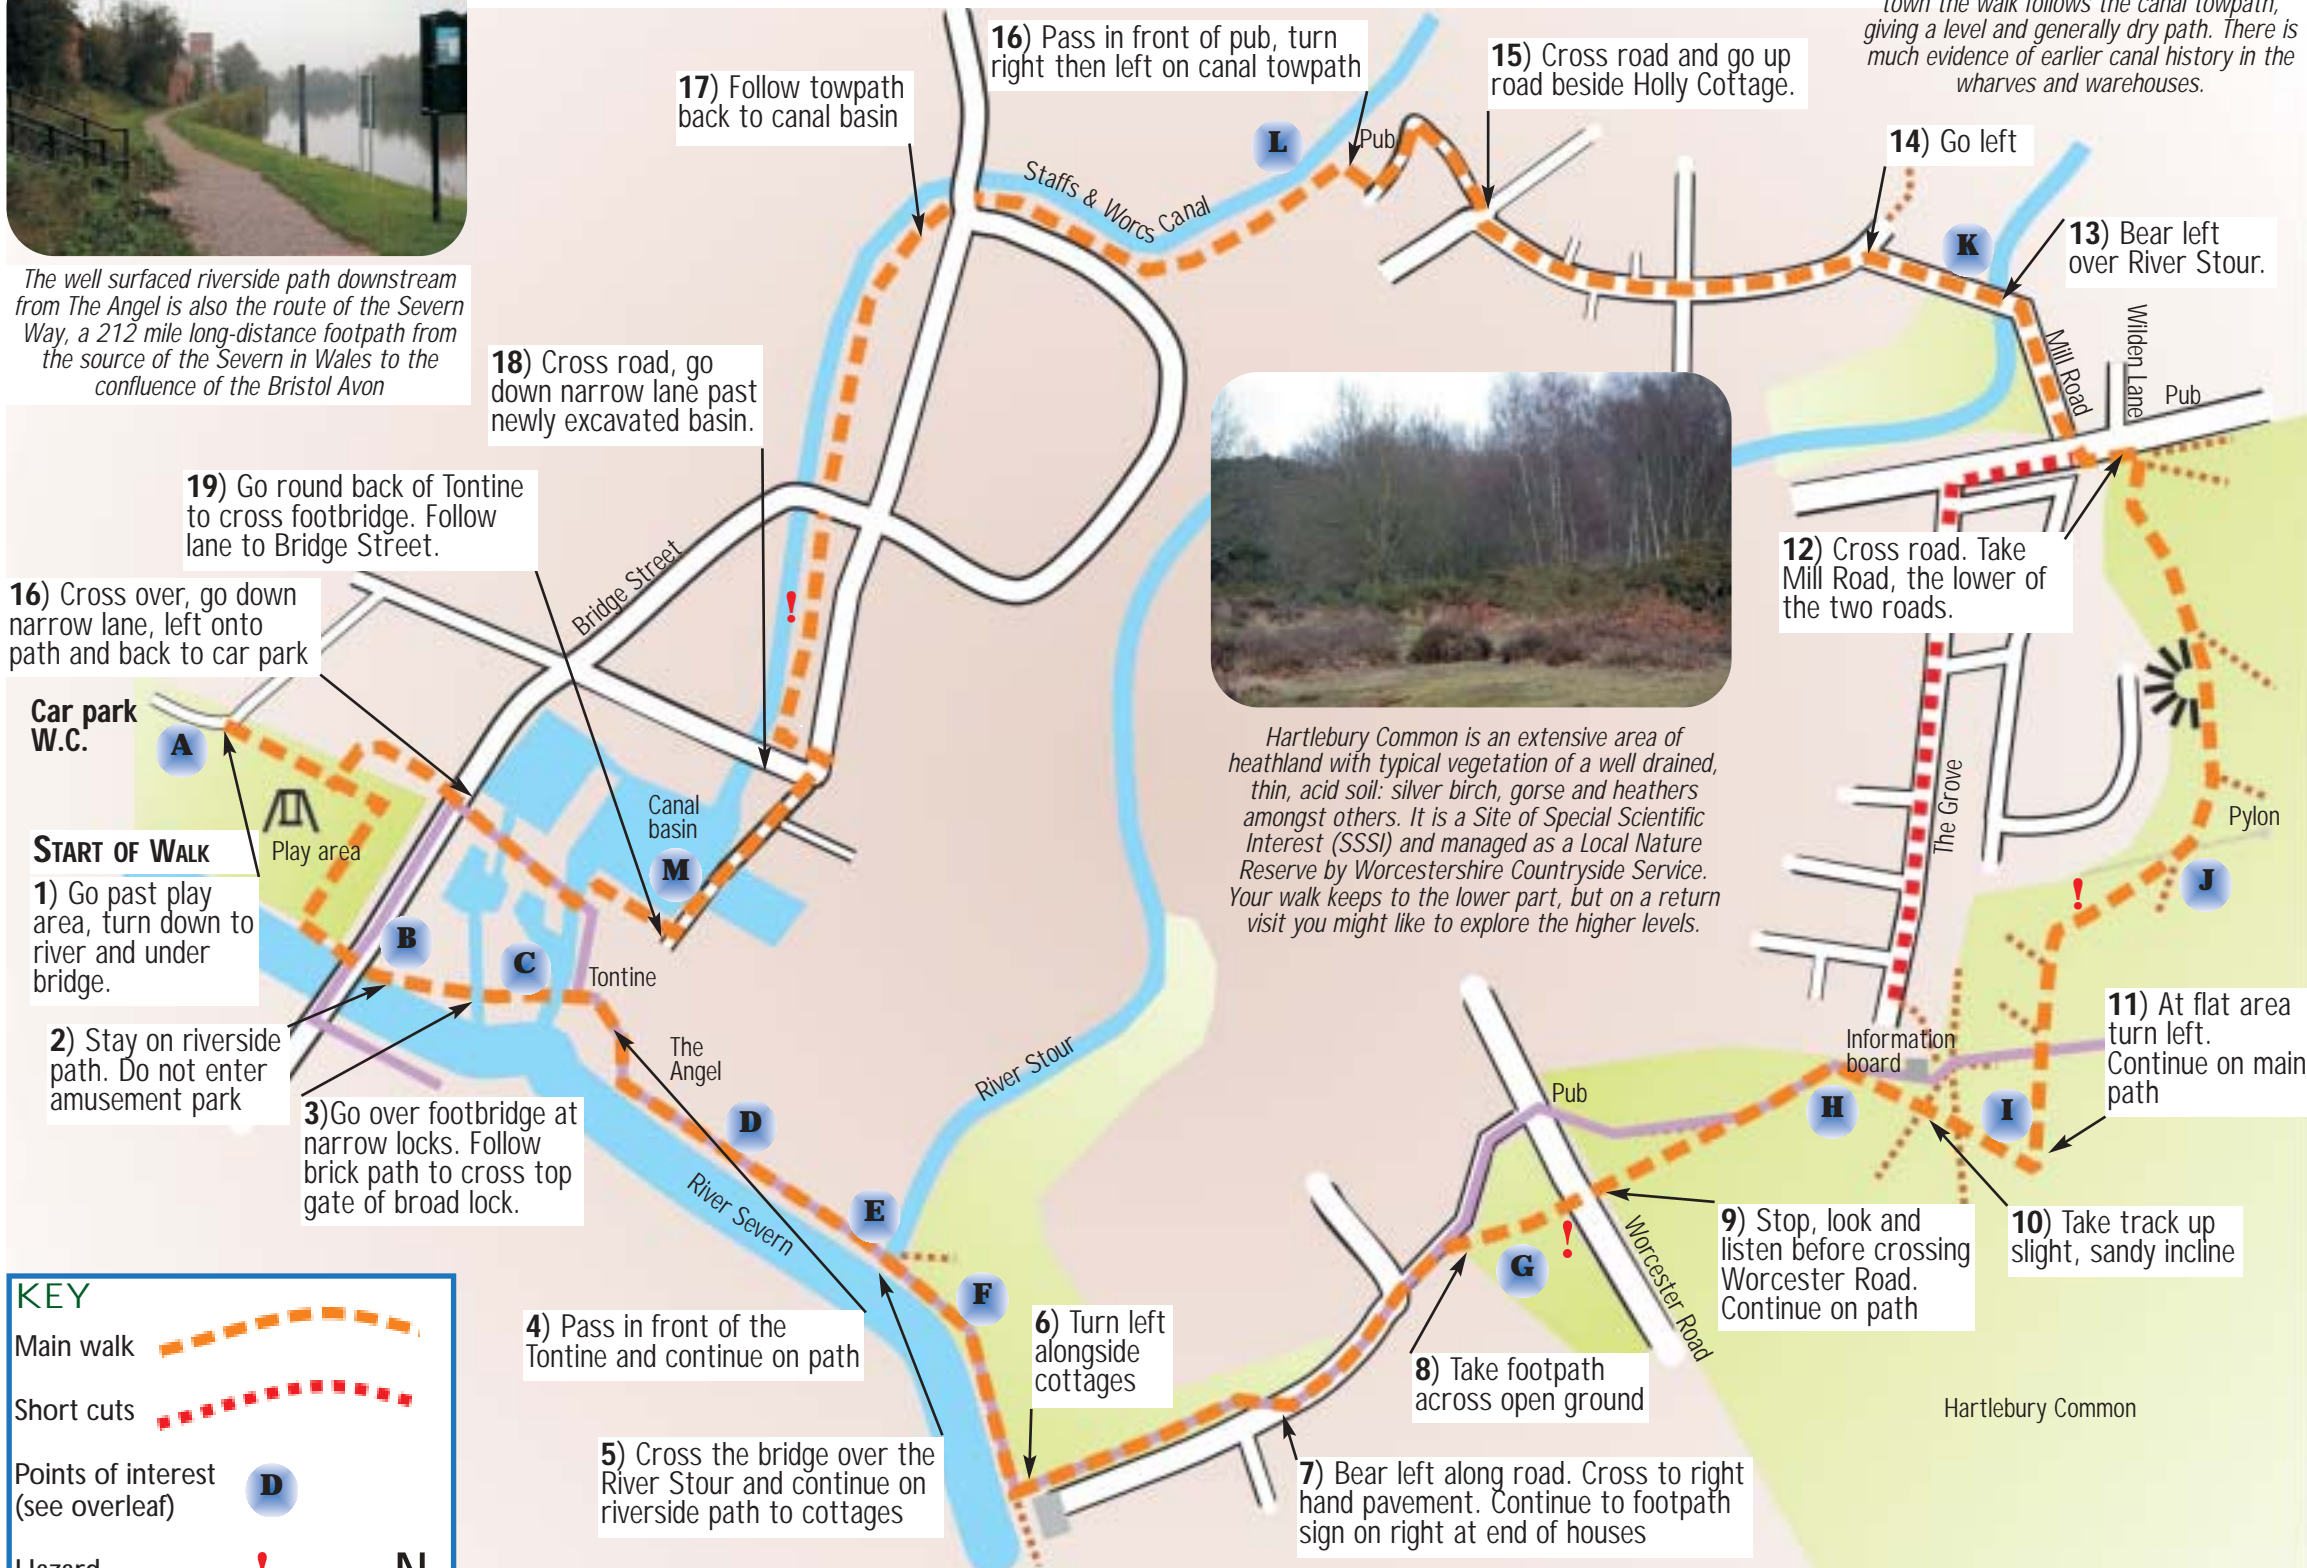 town the walk follows the canal towpath,
giving a level and generally dry path. There is
much evidence of earlier canal history in the
wharves and warehouses.
The well surfaced riverside path downstream
from The Angel is also the route of the Severn
Way, a 212 mile long-distance footpath from
the source of the Severn in Wales to the
confluence of the Bristol Avon
16) Pass in front of pub, turn
right then left on canal towpath
15) Cross road and go up
road beside Holly Cottage.
17) Follow towpath
back to canal basin
14) Go left
13) Bear left
over River Stour.
L
Pub
Staffs & Worcs Canal
K
Mill Road
Wilden Lane
Pub
18) Cross road, go
down narrow lane past
newly excavated basin.
19) Go round back of Tontine
to cross footbridge. Follow
lane to Bridge Street.
16) Cross over, go down
narrow lane, left onto
path and back to car park
Bridge Street
!
12) Cross road. Take
Mill Road, the lower of
the two roads.
Car park
W.C.
A
START OF WALK
Play area
1) Go past play
area, turn down to
river and under
bridge.
Canal
basin
M
B
C
Tontine
Hartlebury Common is an extensive area of
heathland with typical vegetation of a well drained,
thin, acid soil: silver birch, gorse and heathers
amongst others. It is a Site of Special Scientific
Interest (SSSI) and managed as a Local Nature
Reserve by Worcestershire Countryside Service.
Your walk keeps to the lower part, but on a return
visit you might like to explore the higher levels.
The Grove
Pylon
!
J
2) Stay on riverside
path. Do not enter
amusement park
The
Angel
River Stour
Information
board
11) At flat area
turn left.
Continue on main
path
3)Go over footbridge at
narrow locks. Follow
brick path to cross top
gate of broad lock.
D
Pub
H
I
River Severn
E
F
G
!
Worcester Road
9) Stop, look and
listen before crossing
Worcester Road.
Continue on path
10) Take track up
slight, sandy incline
4) Pass in front of the
Tontine and continue on path
6) Turn left
alongside
cottages
8) Take footpath
across open ground
Hartlebury Common
5) Cross the bridge over the
River Stour and continue on
riverside path to cottages
7) Bear left along road. Cross to right
hand pavement. Continue to footpath
sign on right at end of houses
KEY
Main walk
Short cuts
Points of interest
(see overleaf)
D
Hazard
!
N